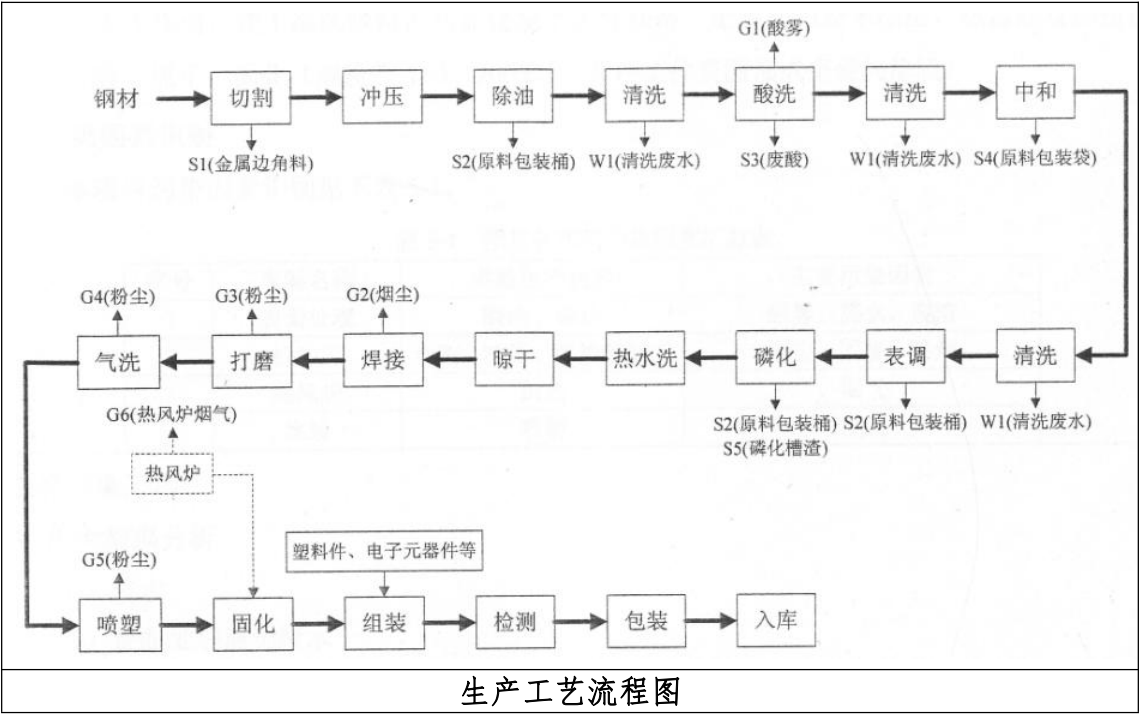 G1(酸雾)
钢材 切割 冲压 除油 清洗 酸洗 清洗 中和
S1(金属边角料) S2(原料包装桶) W1(清洗废水) S3(废酸) W1(清洗废水) S4(原料包装袋)
G4(粉尘) G3(粉尘) G2(烟尘)
气洗 打磨 焊接 晾干 热水洗 磷化 表调 清洗
G6(热风炉烟气) S2(原料包装桶) S2(原料包装桶) W1(清洗废水)
S5(磷化槽渣)
热风炉
塑料件、电子元器件等
G5(粉尘)
喷塑 固化 组装 检测 包装 入库
生产工艺流程图